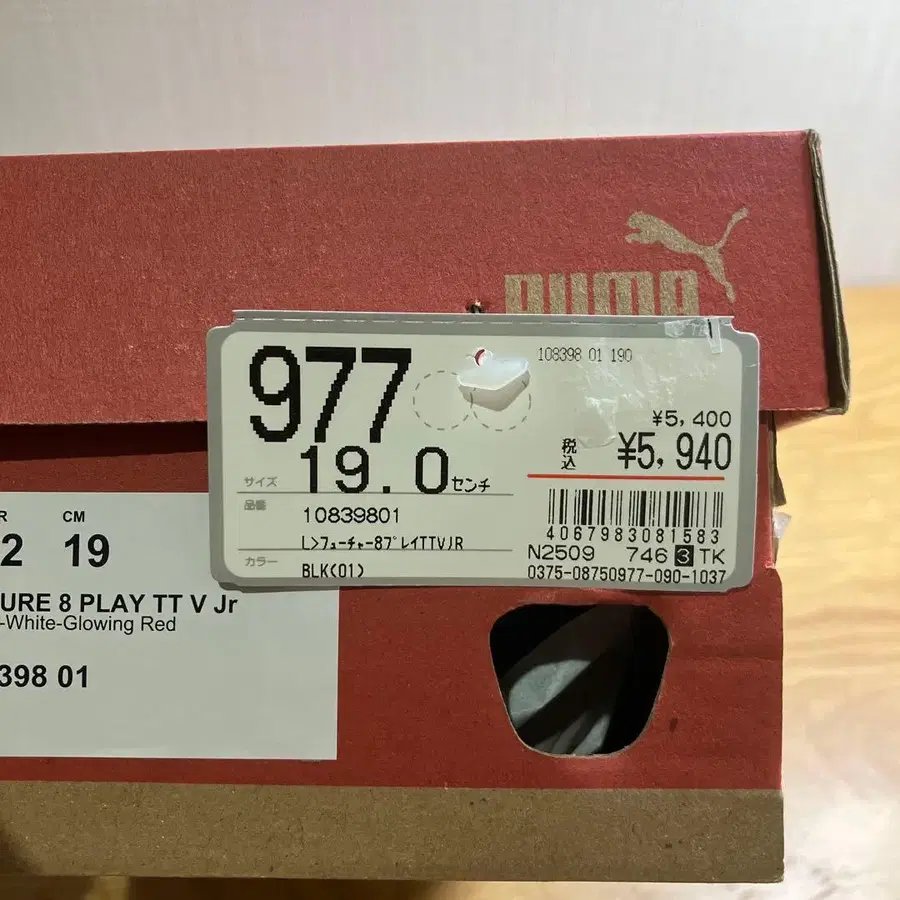 PUMA
977
108398 01 190
¥5,400
税込 ¥5,940
サイズ 19.0センチ
品番 10839801
L>フューチャー8プレイTTVJR
カラー BLK(01)
4067983081583
N2509 746 3 TK
0375-08750977-090-1037
R CM
2 19
URE 8 PLAY TT V Jr
-White-Glowing Red
398 01